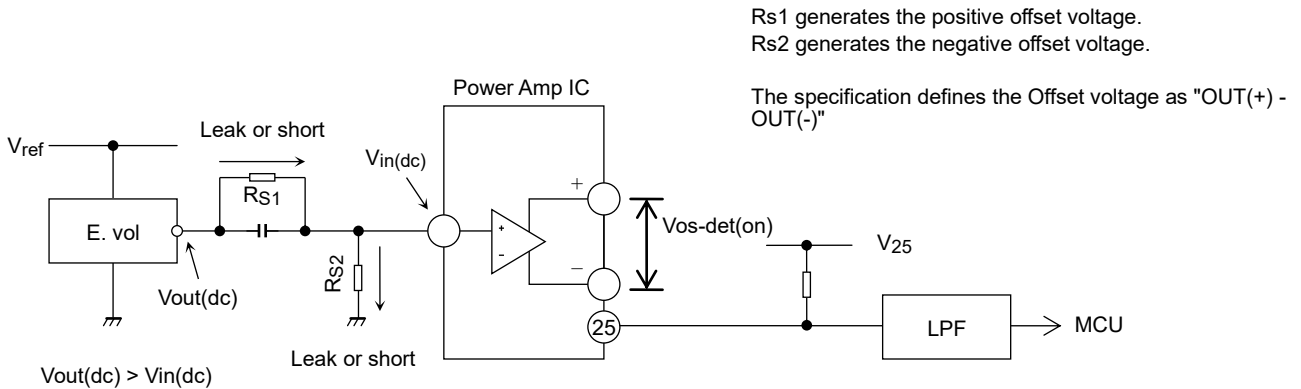 Rs1 generates the positive offset voltage.
Rs2 generates the negative offset voltage.
The specification defines the Offset voltage as "OUT(+) -
OUT(-)"
Power Amp IC
Leak or short
Vref
Vin(dc)
RS1
+
E. vol
+
-
Vos-det(on)
V25
RS2
−
Vout(dc)
25
LPF
MCU
Leak or short
Vout(dc) > Vin(dc)